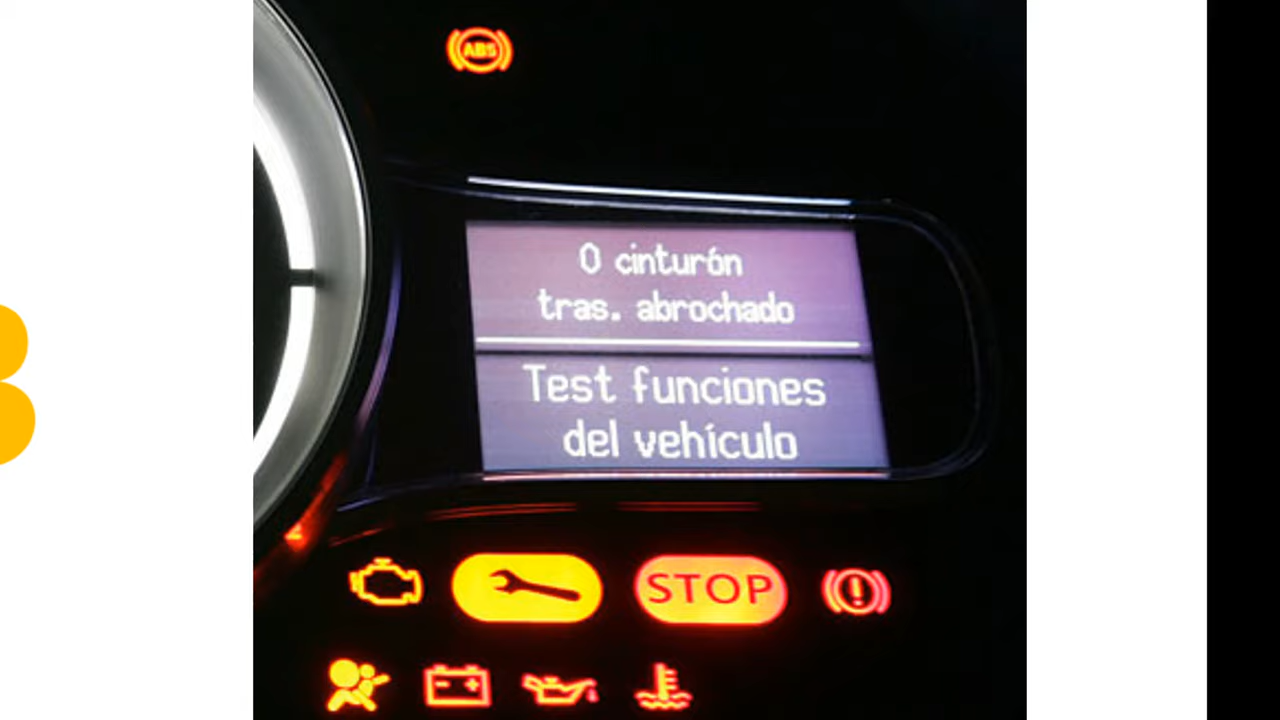 ABS
0 cinturón
tras. abrochado
Test funciones
del vehículo
STOP